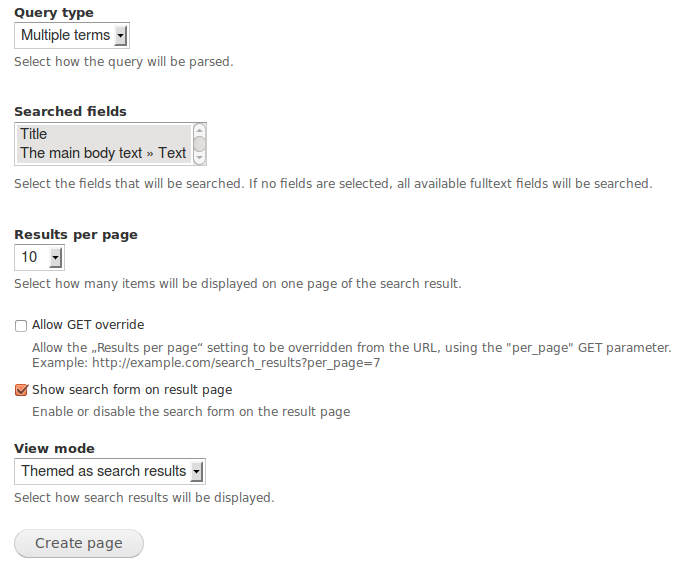 Query type
Multiple terms
Select how the query will be parsed.
Searched fields
Title
The main body text » Text
Select the fields that will be searched. If no fields are selected, all available fulltext fields will be searched.
Results per page
10
Select how many items will be displayed on one page of the search result.
Allow GET override
Allow the „Results per page“ setting to be overridden from the URL, using the "per_page" GET parameter.
Example: http://example.com/search_results?per_page=7
Show search form on result page
Enable or disable the search form on the result page
View mode
Themed as search results
Select how search results will be displayed.
Create page